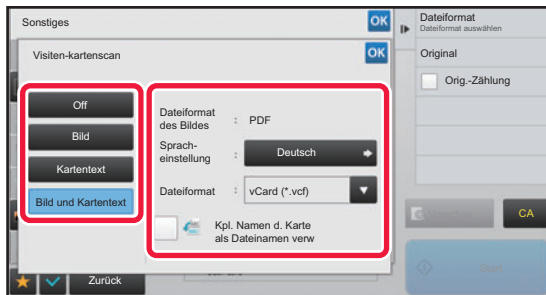 Sonstiges
OK
Dateiformat
Dateiformat auswählen
Visiten-kartenscan
OK
Original
Orig.-Zählung
Off
Bild
Kartentext
Bild und Kartentext
Dateiformat
des Bildes : PDF
Sprach-
einstellung : Deutsch
Dateiformat : vCard (*.vcf)
Kpl. Namen d. Karte
als Dateinamen verw
CA
Start
Zurück